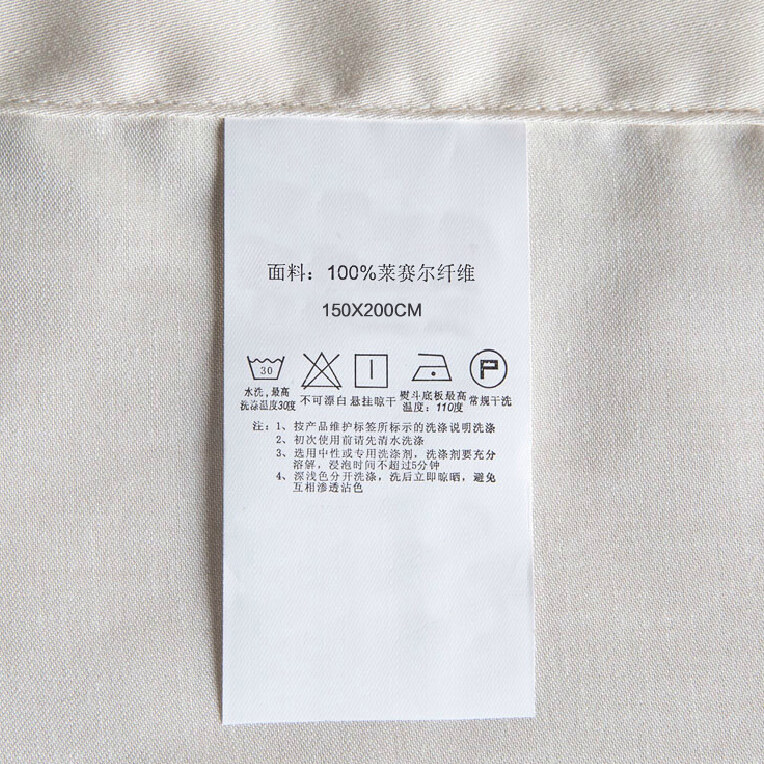 面料：100%莱赛尔纤维
150X200CM
30
P
水洗，最高
洗涤温度30度
不可漂白
悬挂晾干
熨斗底板最高
温度：110度
常规干洗
注：1、按产品维护标签所标示的洗涤说明洗涤
2、初次使用前请先清水洗涤
3、选用中性或专用洗涤剂，洗涤剂要充分
溶解，浸泡时间不超过5分钟
4、深浅色分开洗涤，洗后立即晾晒，避免
互相渗透沾色